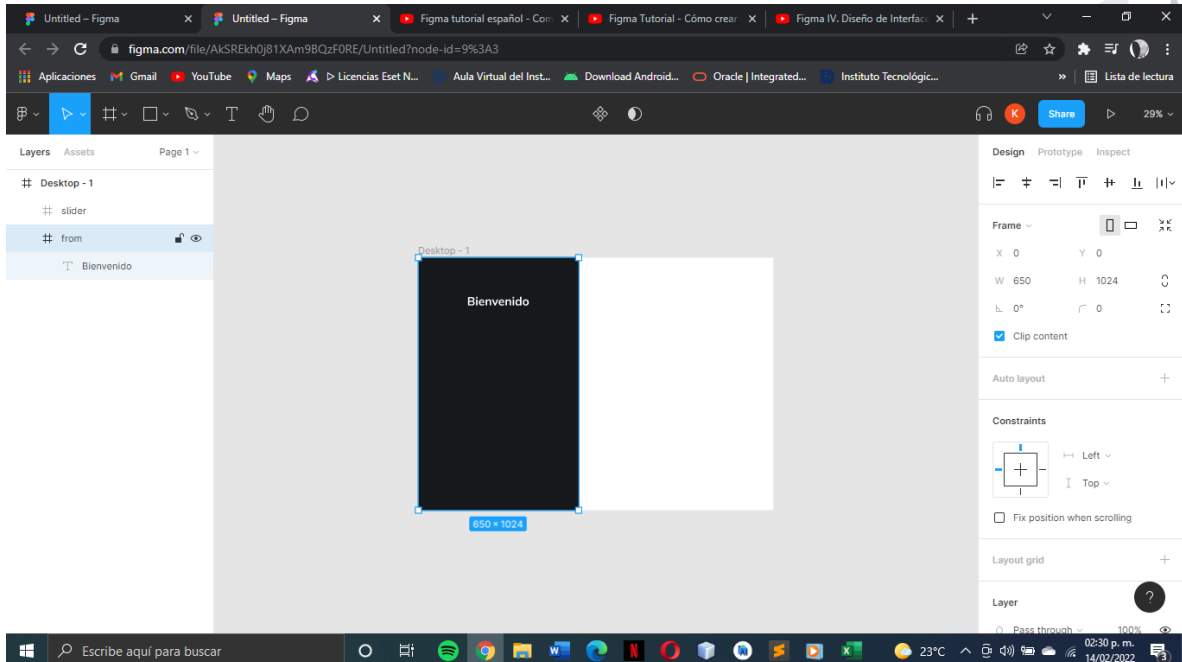 Untitled – Figma
Untitled – Figma
Figma tutorial español - Com
Figma Tutorial - Cómo crear
Figma IV. Diseño de Interface
figma.com/file/AkSREkh0j81XAm9BQzF0RE/Untitled?node-id=9%3A3
Aplicaciones Gmail YouTube Maps Licencias Eset N... Aula Virtual del Inst... Download Android... Oracle | Integrated... Instituto Tecnológic... » Lista de lectura
K Share 29%
Layers Assets Page 1
Desktop - 1
slider
from
Bienvenido
Desktop - 1
Bienvenido
650 × 1024
Design Prototype Inspect
Frame
X 0 Y 0
W 650 H 1024
0° 0
Clip content
Auto layout
Constraints
Left
Top
Fix position when scrolling
Layout grid
Layer
?
Pass through 100%
Escribe aquí para buscar
23°C
02:30 p. m.
14/02/2022
3